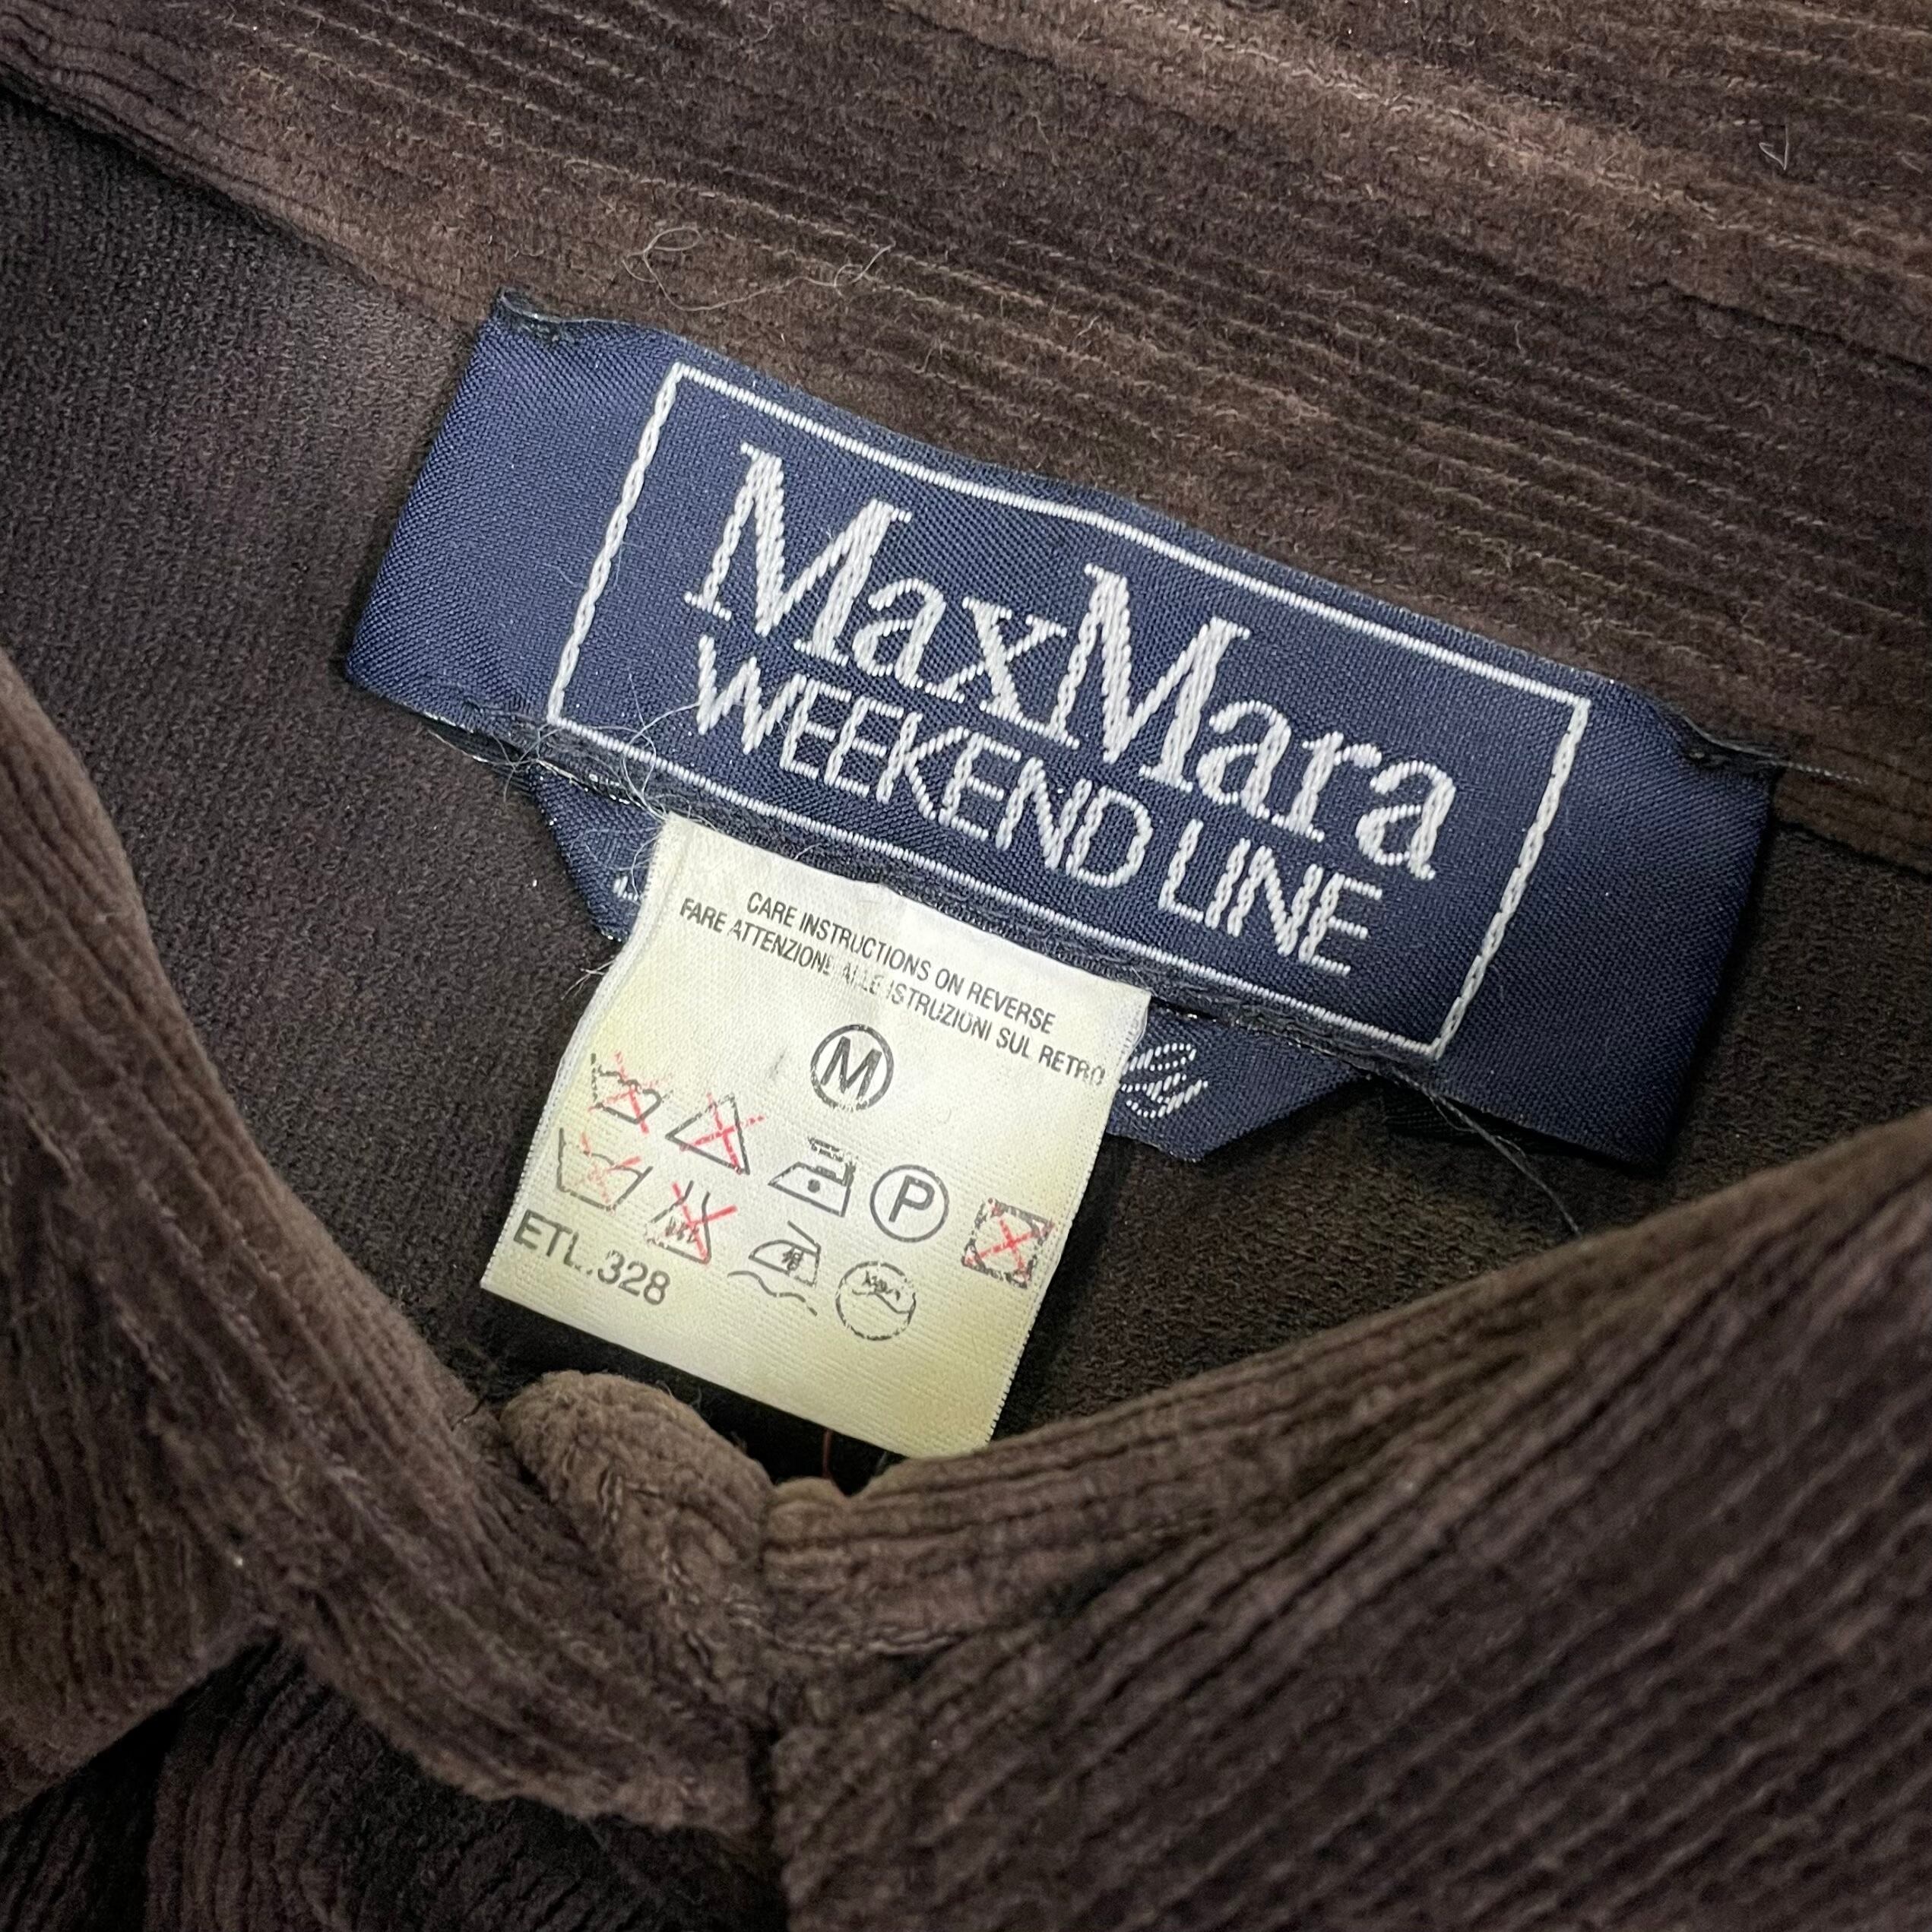 MaxMara
WEEKEND LINE
CARE INSTRUCTIONS ON REVERSE
FARE ATTENZIONE ALLE ISTRUZIONI SUL RETRO
M
P
ETL.328